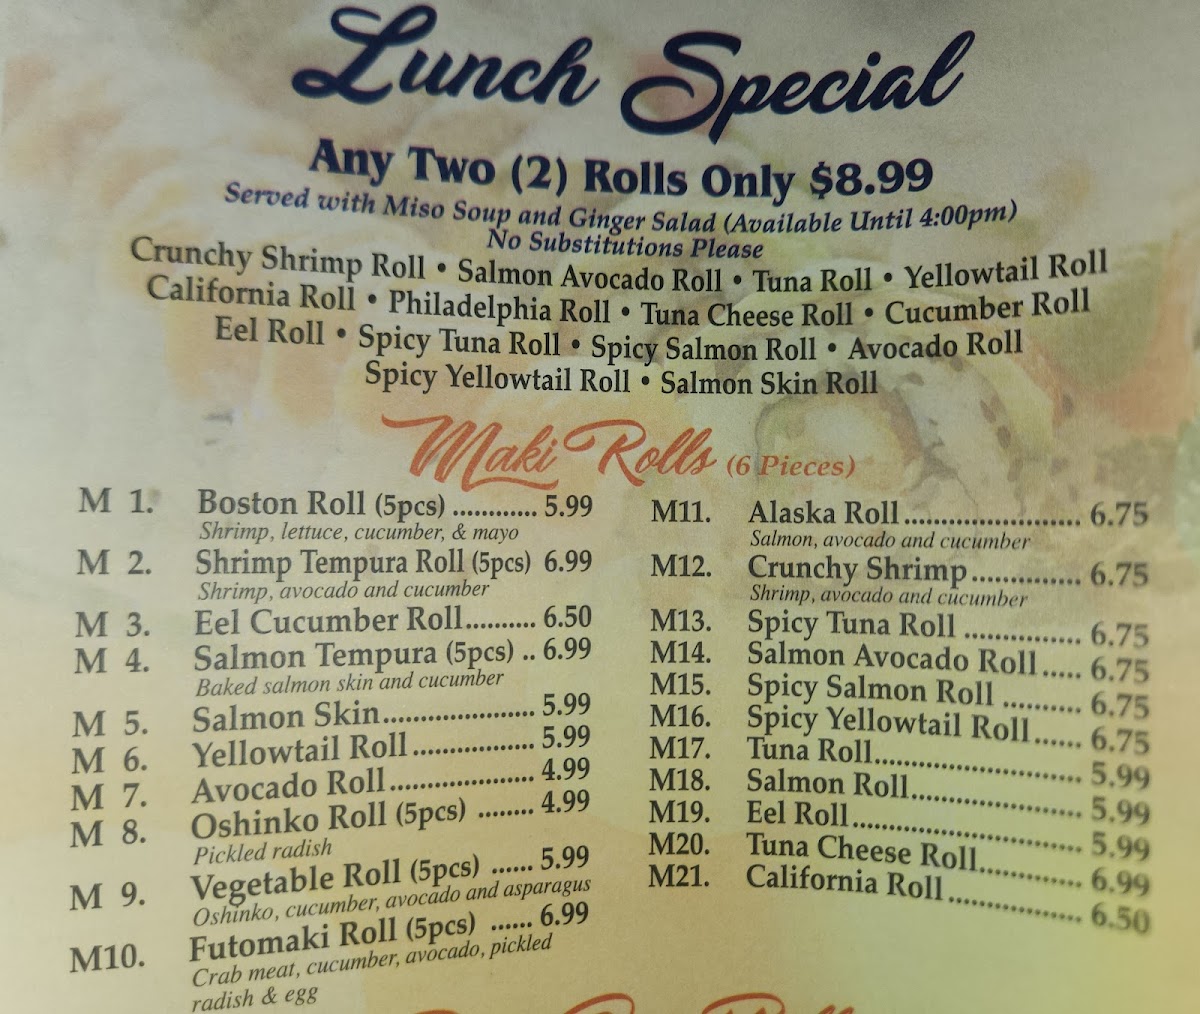 Lunch Special
Any Two (2) Rolls Only $8.99
Served with Miso Soup and Ginger Salad (Available Until 4:00pm)
No Substitutions Please
Crunchy Shrimp Roll • Salmon Avocado Roll • Tuna Roll • Yellowtail Roll
California Roll • Philadelphia Roll • Tuna Cheese Roll • Cucumber Roll
Eel Roll • Spicy Tuna Roll • Spicy Salmon Roll • Avocado Roll
Spicy Yellowtail Roll • Salmon Skin Roll
Maki Rolls (6 Pieces)
M 1. Boston Roll (5pcs) ............ 5.99
Shrimp, lettuce, cucumber, & mayo
M 2. Shrimp Tempura Roll (5pcs) 6.99
Shrimp, avocado and cucumber
M 3. Eel Cucumber Roll.......... 6.50
M 4. Salmon Tempura (5pcs) .. 6.99
Baked salmon skin and cucumber
M 5. Salmon Skin...................... 5.99
M 6. Yellowtail Roll ................. 5.99
M 7. Avocado Roll .................... 4.99
M 8. Oshinko Roll (5pcs) ........ 4.99
Pickled radish
M 9. Vegetable Roll (5pcs) ...... 5.99
Oshinko, cucumber, avocado and asparagus
M10. Futomaki Roll (5pcs) ...... 6.99
Crab meat, cucumber, avocado, pickled
radish & egg
M11. Alaska Roll ......................... 6.75
Salmon, avocado and cucumber
M12. Crunchy Shrimp............... 6.75
Shrimp, avocado and cucumber
M13. Spicy Tuna Roll ................ 6.75
M14. Salmon Avocado Roll ..... 6.75
M15. Spicy Salmon Roll ........... 6.75
M16. Spicy Yellowtail Roll ...... 6.75
M17. Tuna Roll............................. 5.99
M18. Salmon Roll........................ 5.99
M19. Eel Roll................................ 5.99
M20. Tuna Cheese Roll.............. 6.99
M21. California Roll ................... 6.50